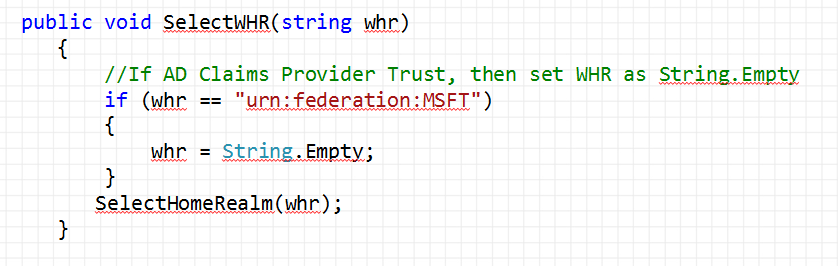 public void SelectWHR(string whr)
{
//If AD Claims Provider Trust, then set WHR as String.Empty
if (whr == "urn:federation:MSFT")
{
whr = String.Empty;
}
SelectHomeRealm(whr);
}